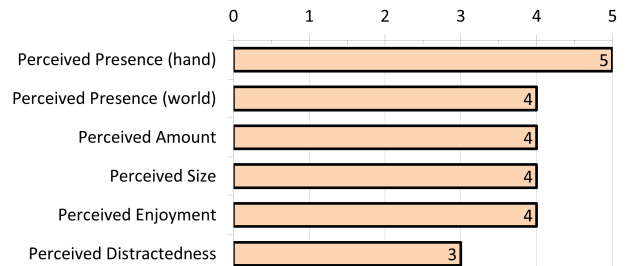 0 1 2 3 4 5
Perceived Presence (hand) 5
Perceived Presence (world) 4
Perceived Amount 4
Perceived Size 4
Perceived Enjoyment 4
Perceived Distractedness 3